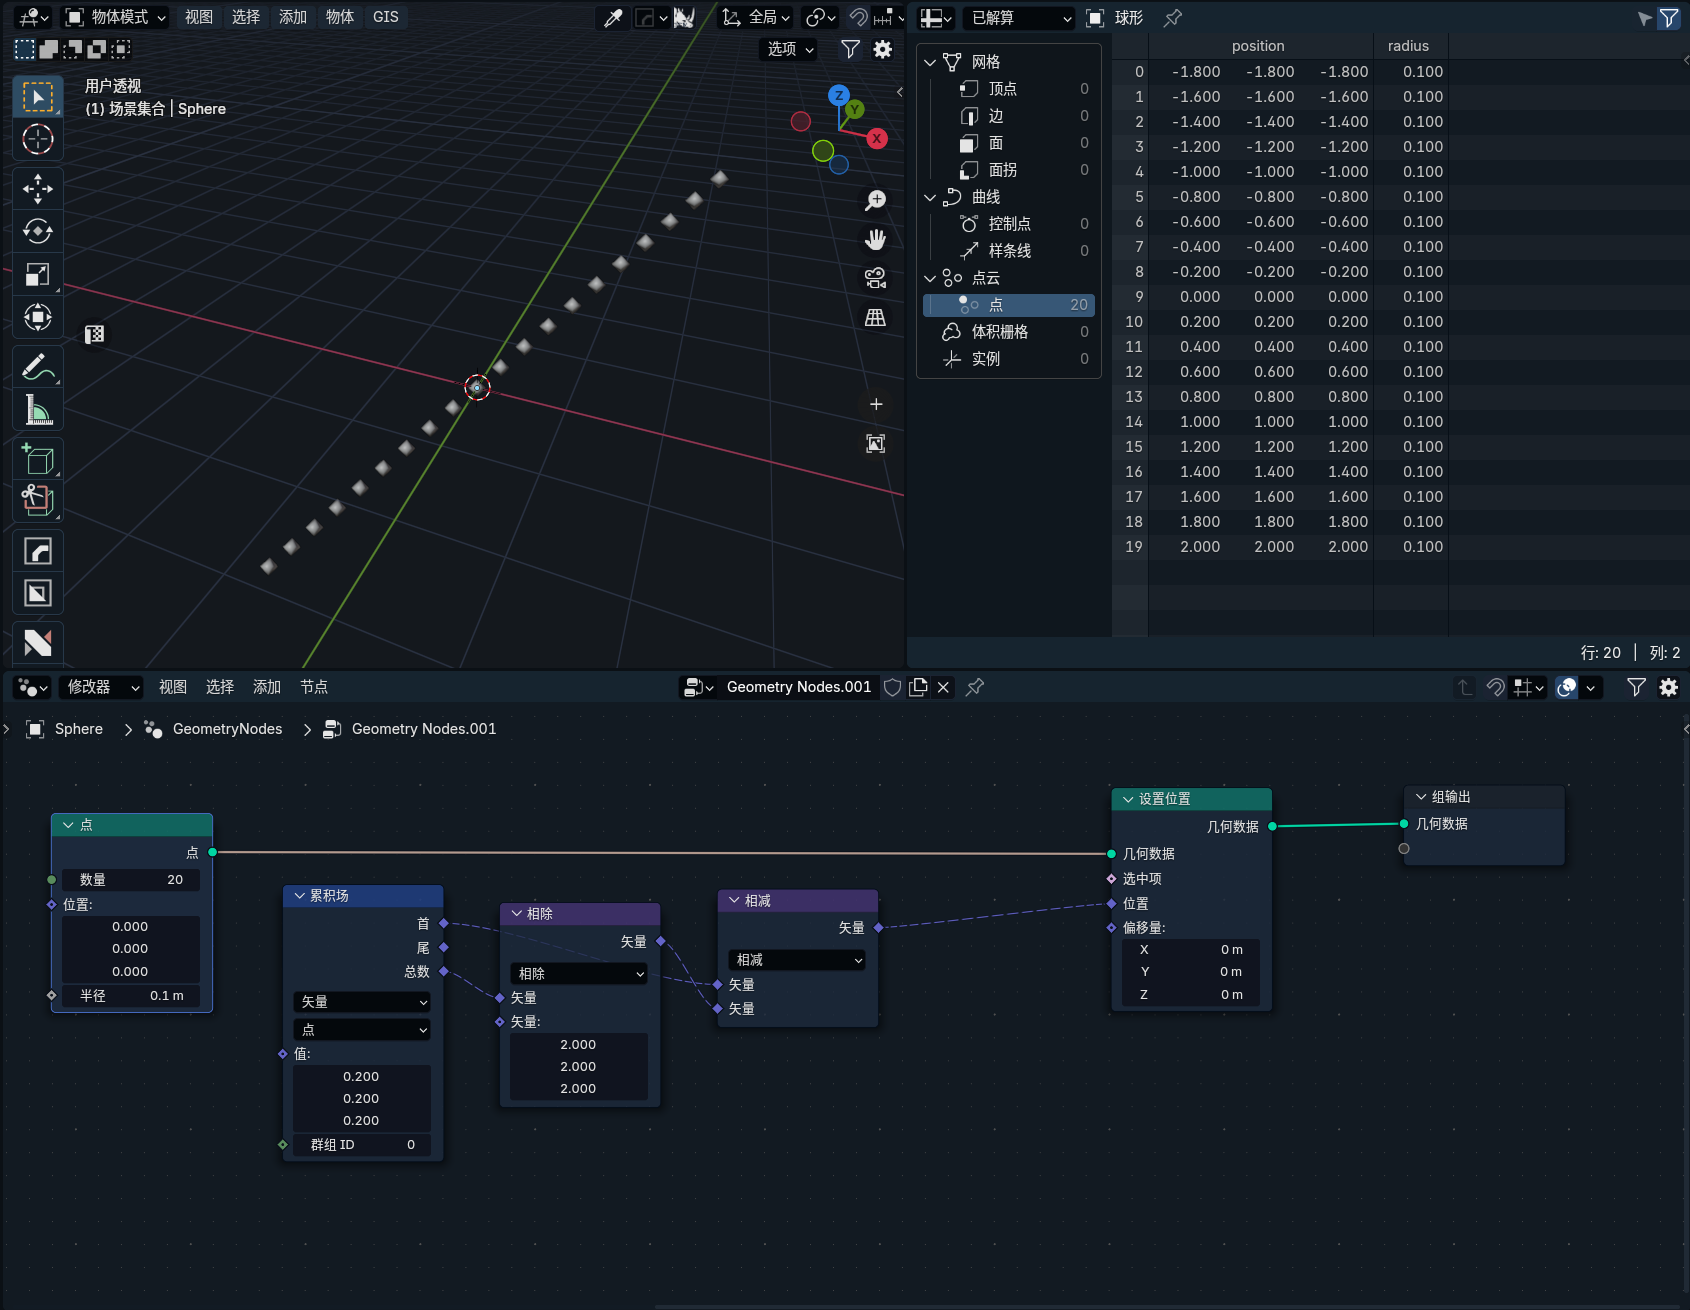 物体模式 视图 选择 添加 物体 GIS 全局
选项
用户透视
(1) 场景集合 | Sphere
Z
Y
X
已解算 球形
网格
顶点 0
边 0
面 0
面拐 0
曲线
控制点 0
样条线 0
点云
点 20
体积栅格 0
实例 0
position radius
0 -1.800 -1.800 -1.800 0.100
1 -1.600 -1.600 -1.600 0.100
2 -1.400 -1.400 -1.400 0.100
3 -1.200 -1.200 -1.200 0.100
4 -1.000 -1.000 -1.000 0.100
5 -0.800 -0.800 -0.800 0.100
6 -0.600 -0.600 -0.600 0.100
7 -0.400 -0.400 -0.400 0.100
8 -0.200 -0.200 -0.200 0.100
9 0.000 0.000 0.000 0.100
10 0.200 0.200 0.200 0.100
11 0.400 0.400 0.400 0.100
12 0.600 0.600 0.600 0.100
13 0.800 0.800 0.800 0.100
14 1.000 1.000 1.000 0.100
15 1.200 1.200 1.200 0.100
16 1.400 1.400 1.400 0.100
17 1.600 1.600 1.600 0.100
18 1.800 1.800 1.800 0.100
19 2.000 2.000 2.000 0.100
行: 20 | 列: 2
修改器 视图 选择 添加 节点 Geometry Nodes.001
Sphere > GeometryNodes > Geometry Nodes.001
点
点
数量 20
位置:
0.000
0.000
0.000
半径 0.1 m
累积场
首
尾
总数
矢量
点
值:
0.200
0.200
0.200
群组 ID 0
相除
矢量
相除
矢量
矢量:
2.000
2.000
2.000
相减
矢量
相减
矢量
矢量
设置位置
几何数据
几何数据
选中项
位置
偏移量:
X 0 m
Y 0 m
Z 0 m
组输出
几何数据